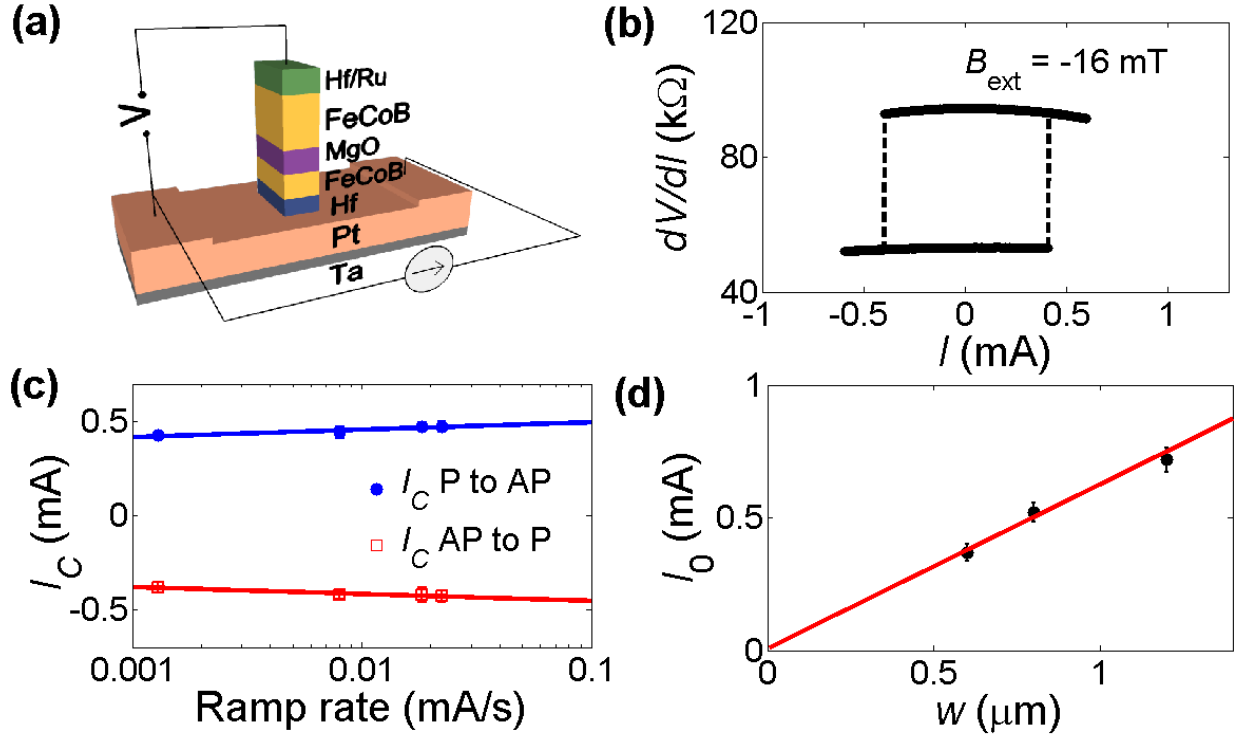 (a)
V
Hf/Ru
FeCoB
MgO
FeCoB
Hf
Pt
Ta
(b)
B_ext = -16 mT
120
80
40
dV/dI (kΩ)
-1
-0.5
0
0.5
1
I (mA)
(c)
0.5
0
-0.5
I_C (mA)
I_C P to AP
I_C AP to P
0.001
0.01
0.1
Ramp rate (mA/s)
(d)
1
0.5
0
I_0 (mA)
0
0.5
1
w (μm)